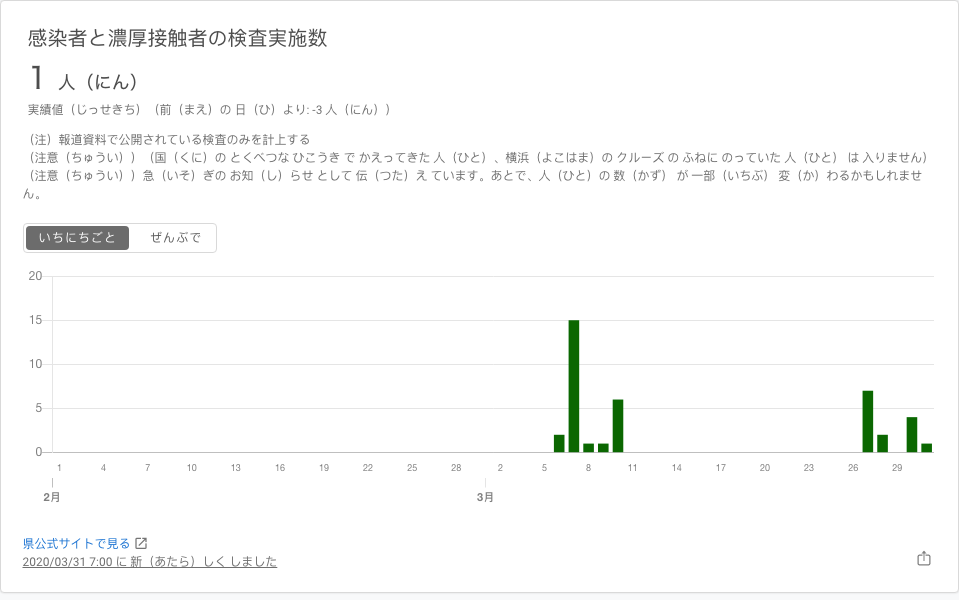 感染者と濃厚接触者の検査実施数
1 人（にん）
実績値（じっせきち）（前（まえ）の 日（ひ）より: -3 人（にん））
（注）報道資料で公開されている検査のみを計上する
（注意（ちゅうい））（国（くに）の とくべつな ひこうき で かえってきた 人（ひと）、横浜（よこはま）の クルーズ の ふねに のっていた 人（ひと） は 入りません）
（注意（ちゅうい））急（いそ）ぎの お知（し）らせ として 伝（つた）え ています。あとで、人（ひと）の 数（かず） が 一部（いちぶ） 変（か）わるかもしれませ
ん。
いちにちごと ぜんぶで
20
15
10
5
0
1 4 7 10 13 16 19 22 25 28 2 5 8 11 14 17 20 23 26 29
2月 3月
県公式サイトで見る
2020/03/31 7:00 に 新（あたら）しく しました